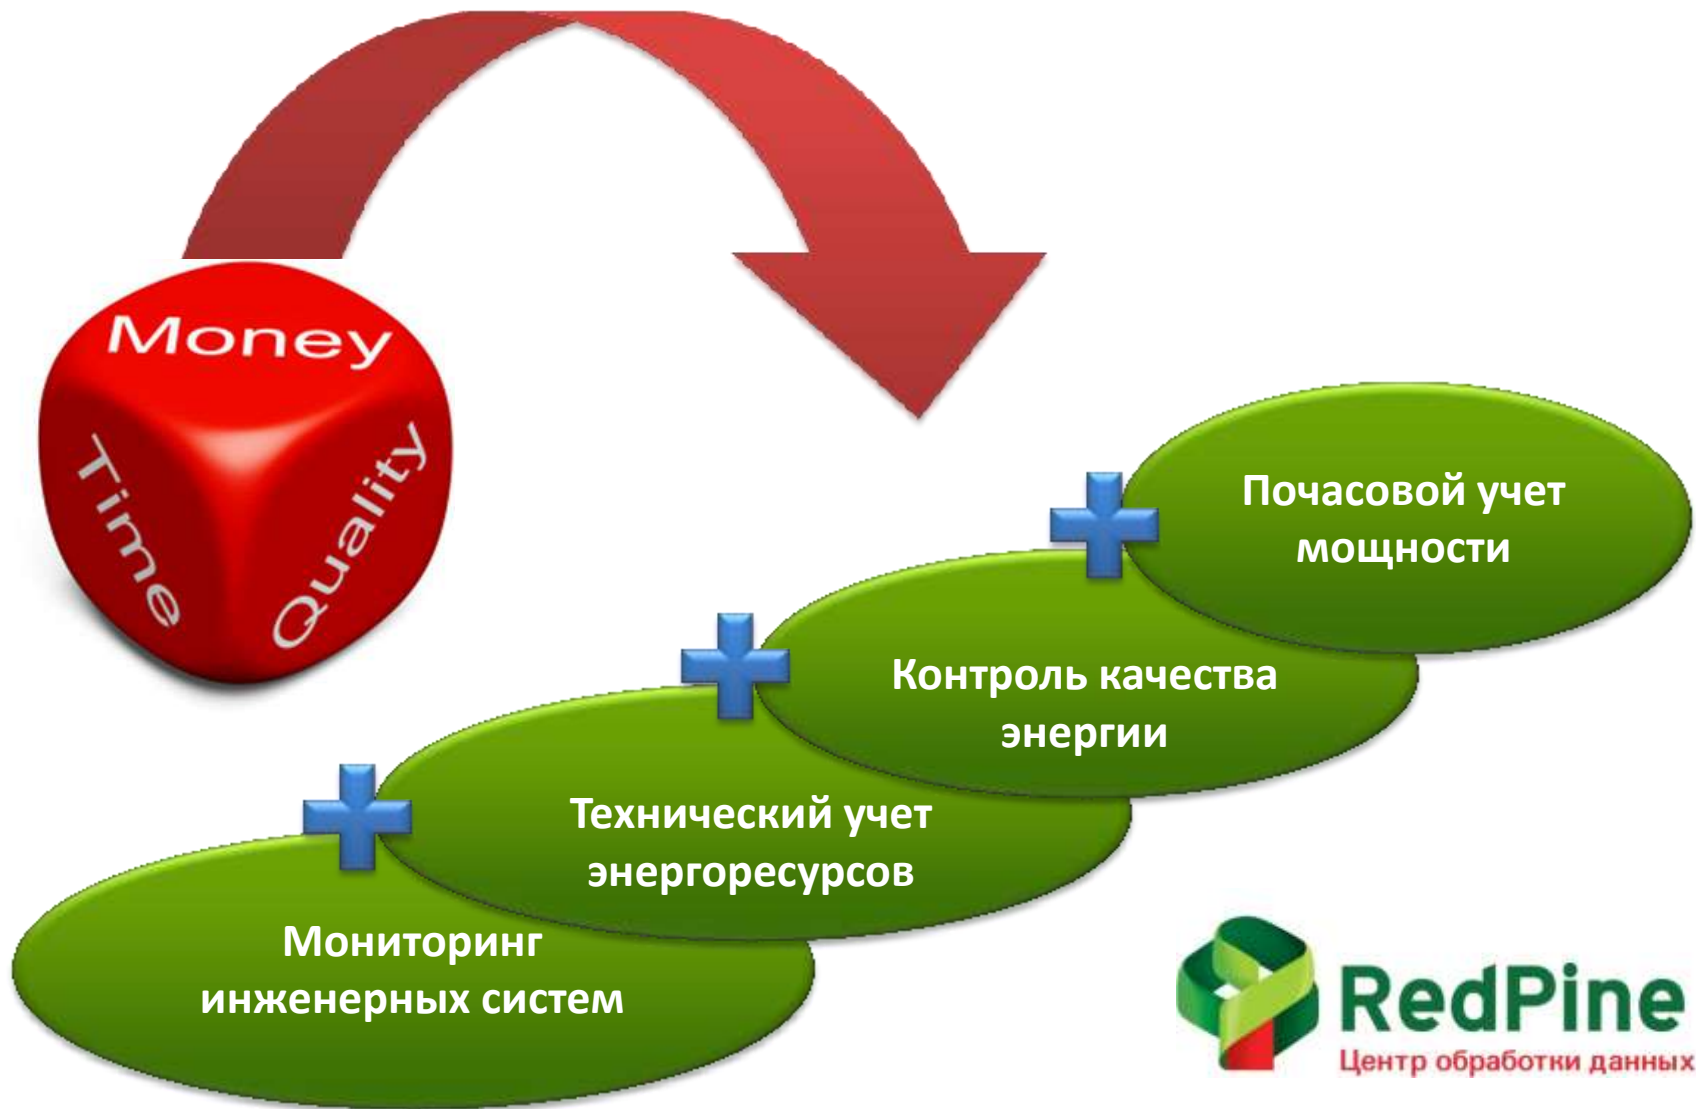 Money
Time
Quality
Почасовой учет
мощности
Контроль качества
энергии
Технический учет
энергоресурсов
Мониторинг
инженерных систем
RedPine
Центр обработки данных